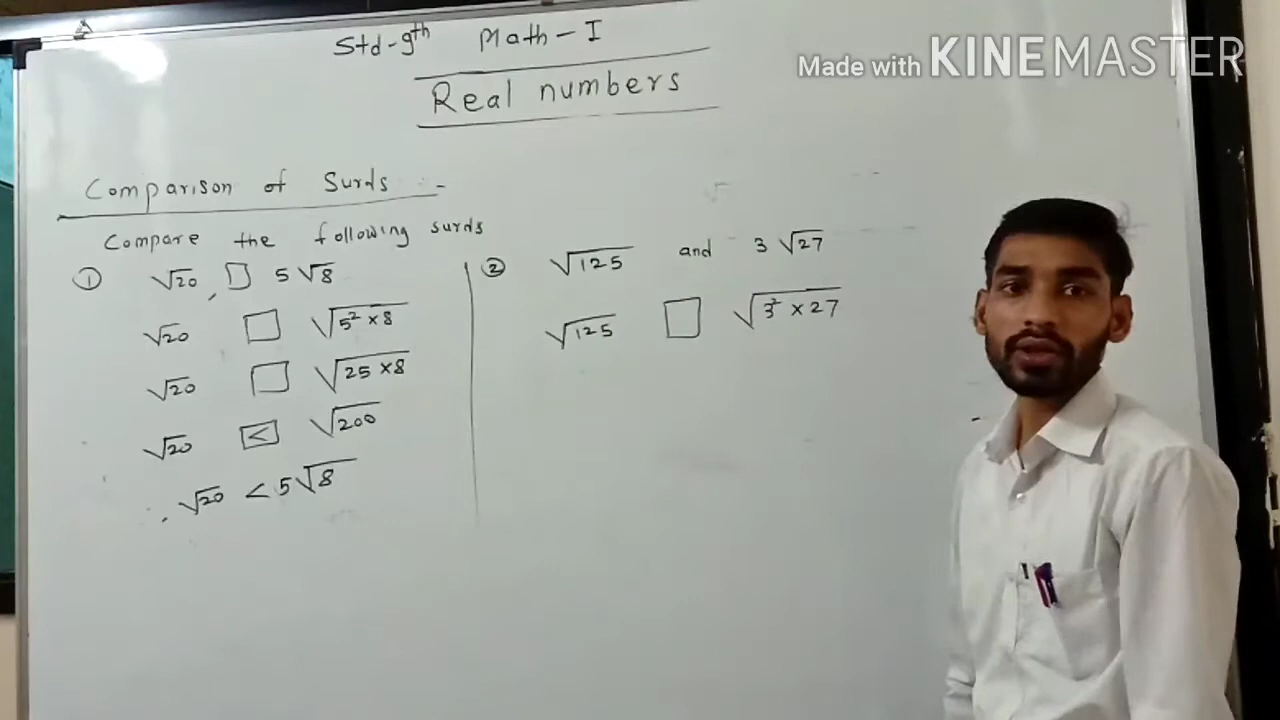 Std-9th Math-I
Made with KINEMASTER
Real numbers
Comparison of Surds :-
Compare the following surds
① √20 □ 5√8
√20 □ √5² × 8
√20 □ √25 × 8
√20 < √200
∴ √20 < 5√8
② √125 and 3√27
√125 □ √3² × 27